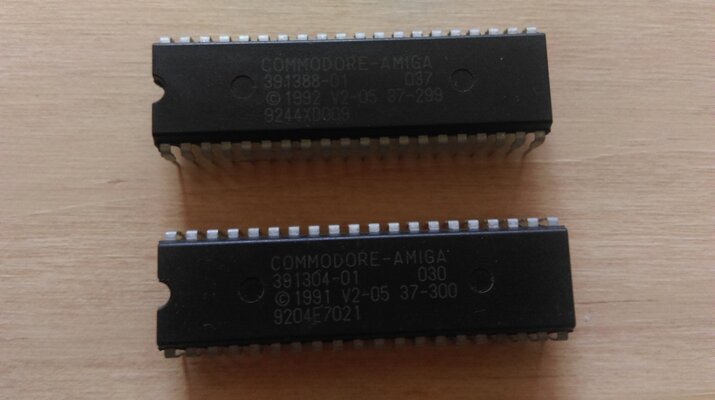 COMMODORE-AMIGA
391388-01 037
©1992 V2-05 37-299
9244XD009
COMMODORE-AMIGA
391304-01 030
©1991 V2-05 37-300
9204E7021